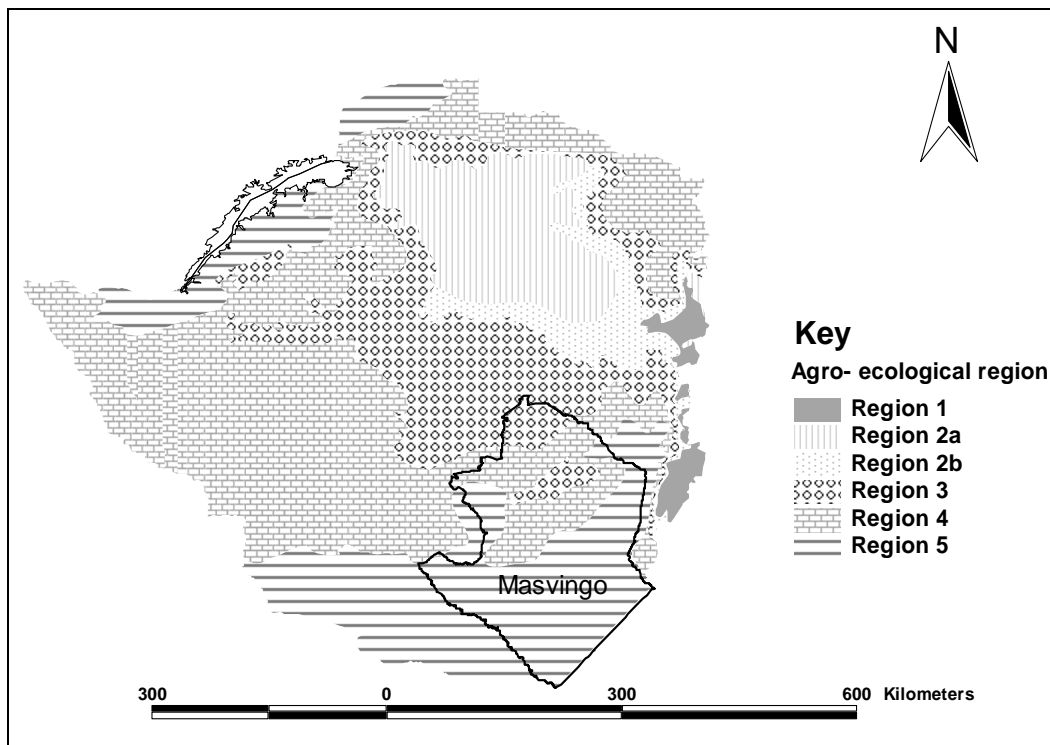 N
Key
Agro- ecological region
Region 1
Region 2a
Region 2b
Region 3
Region 4
Region 5
Masvingo
300 0 300 600 Kilometers